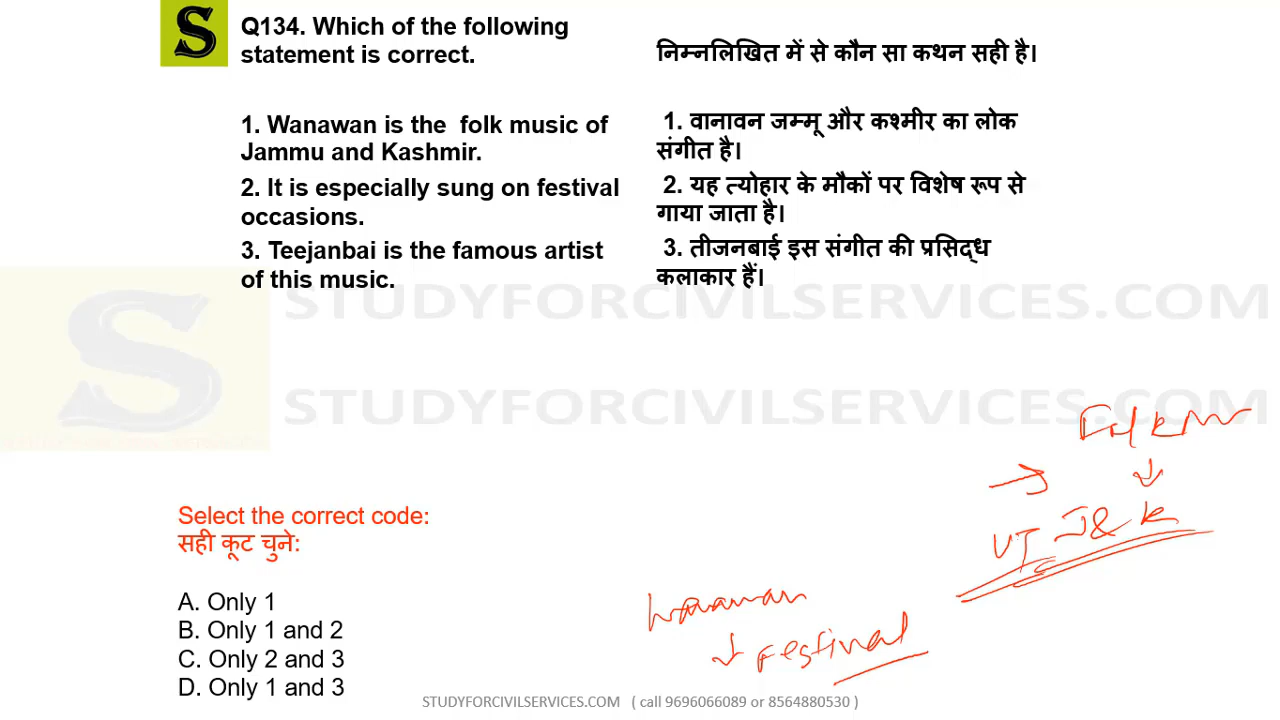 S
Q134. Which of the following
statement is correct.
निम्नलिखित में से कौन सा कथन सही है।
1. Wanawan is the folk music of
Jammu and Kashmir.
1. वानावन जम्मू और कश्मीर का लोक
संगीत है।
2. It is especially sung on festival
occasions.
2. यह त्योहार के मौकों पर विशेष रूप से
गाया जाता है।
3. Teejanbai is the famous artist
of this music.
3. तीजनबाई इस संगीत की प्रसिद्ध
कलाकार हैं।
S
STUDYFORCIVILSERVICES.COM
STUDYFORCIVILSERVICES.COM
UT J&K
Select the correct code:
सही कूट चुने:
A. Only 1
B. Only 1 and 2
C. Only 2 and 3
D. Only 1 and 3
Wanawan
Festival
STUDYFORCIVILSERVICES.COM ( call 9696066089 or 8564880530 )